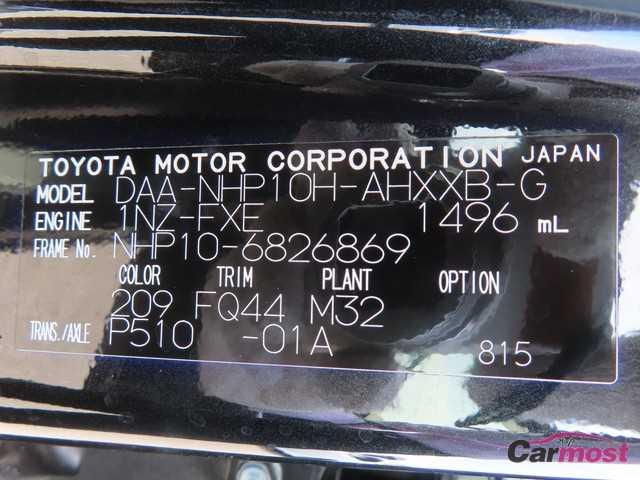 TOYOTA MOTOR CORPORATION JAPAN
MODEL DAA-NHP10H-AHXXB-G
ENGINE 1NZ-FXE 1496 mL
FRAME No. NHP10-6826869
COLOR TRIM PLANT OPTION
209 FQ44 M32
TRANS./AXLE P510 -01A
815
Carmost